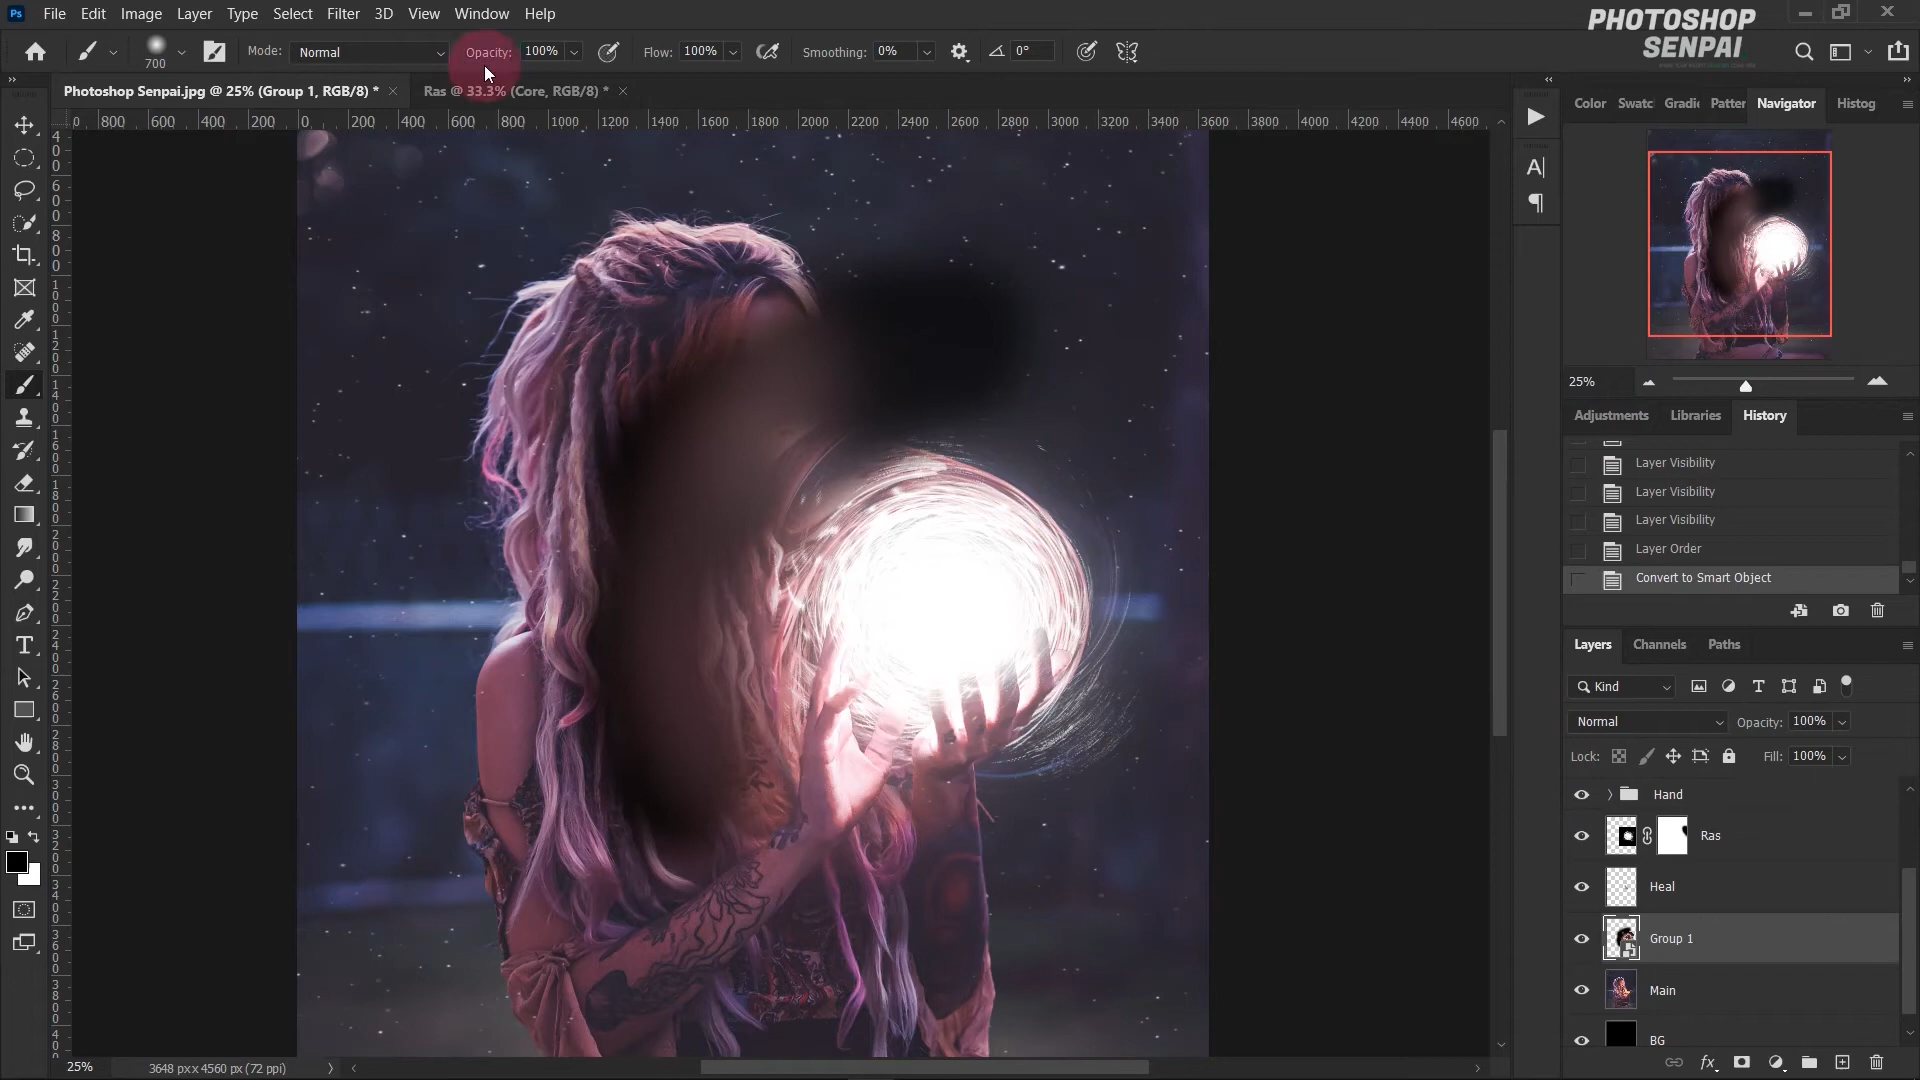 Ps File Edit Image Layer Type Select Filter 3D View Window Help
PHOTOSHOP
SENPAI
700 Mode: Normal Opacity: 100% Flow: 100% Smoothing: 0% 0°
Photoshop Senpai.jpg @ 25% (Group 1, RGB/8) *
Ras @ 33.3% (Core, RGB/8) *
0 800 600 400 200 0 200 400 600 800 1000 1200 1400 1600 1800 2000 2200 2400 2600 2800 3000 3200 3400 3600 3800 4000 4200 4400 4600
Color Swatc Gradie Patter Navigator Histog
25%
Adjustments Libraries History
Layer Visibility
Layer Visibility
Layer Visibility
Layer Order
Convert to Smart Object
Layers Channels Paths
Kind
Normal Opacity: 100%
Lock: Fill: 100%
Hand
Ras
Heal
Group 1
Main
BG
25% 3648 px x 4560 px (72 ppi)